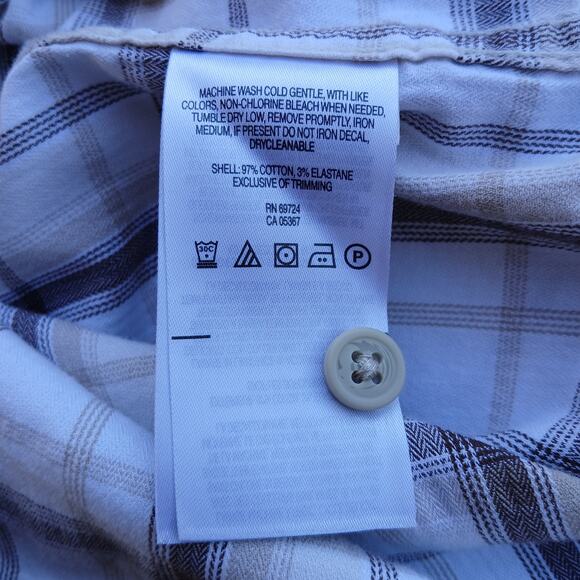 MACHINE WASH COLD GENTLE, WITH LIKE
COLORS, NON-CHLORINE BLEACH WHEN NEEDED,
TUMBLE DRY LOW, REMOVE PROMPTLY, IRON
MEDIUM, IF PRESENT DO NOT IRON DECAL,
DRYCLEANABLE
SHELL: 97% COTTON, 3% ELASTANE
EXCLUSIVE OF TRIMMING
RN 69724
CA 05367
30C P